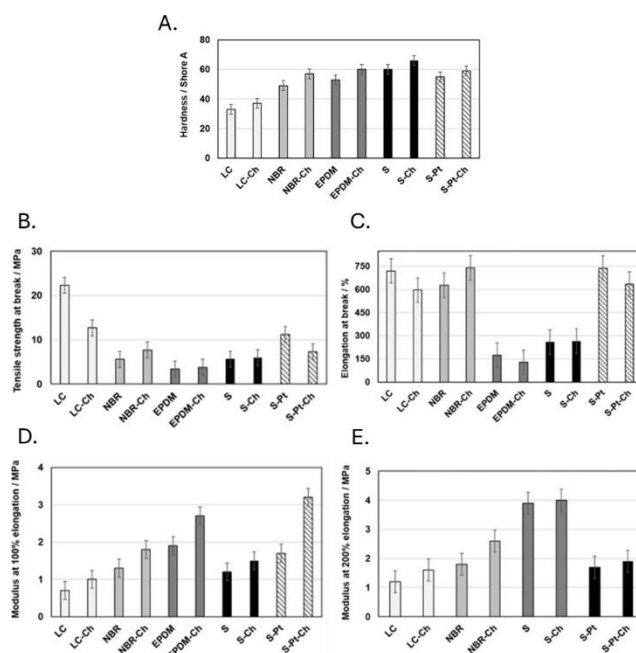 A.
Hardness / Shore A
80
60
40
20
0
LC
LC-Ch
NBR
NBR-Ch
EPDM
EPDM-Ch
S
S-Ch
S-Pt
S-Pt-Ch
B.
Tensile strength at break / MPa
30
20
10
0
LC
LC-Ch
NBR
NBR-Ch
EPDM
EPDM-Ch
S
S-Ch
S-Pt
S-Pt-Ch
C.
Elongation at break / %
750
600
450
300
150
0
LC
LC-Ch
NBR
NBR-Ch
EPDM
EPDM-Ch
S
S-Ch
S-Pt
S-Pt-Ch
D.
Modulus at 100% elongation / MPa
4
3
2
1
0
LC
LC-Ch
NBR
NBR-Ch
EPDM
EPDM-Ch
S
S-Ch
S-Pt
S-Pt-Ch
E.
Modulus at 200% elongation / MPa
5
4
3
2
1
0
LC
LC-Ch
NBR
NBR-Ch
S
S-Ch
S-Pt
S-Pt-Ch